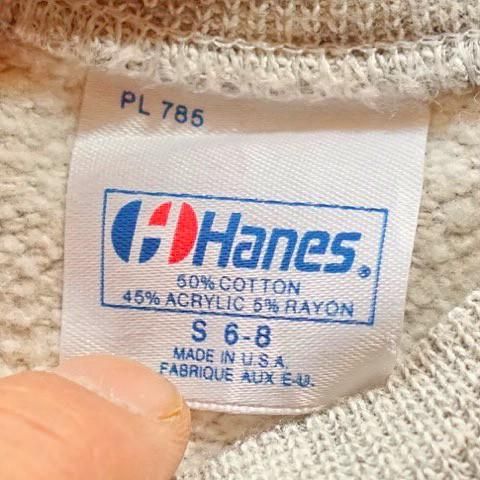 PL 785
Hanes®
50% COTTON
45% ACRYLIC 5% RAYON
S 6-8
MADE IN U.S.A.
FABRIQUE AUX E-U.